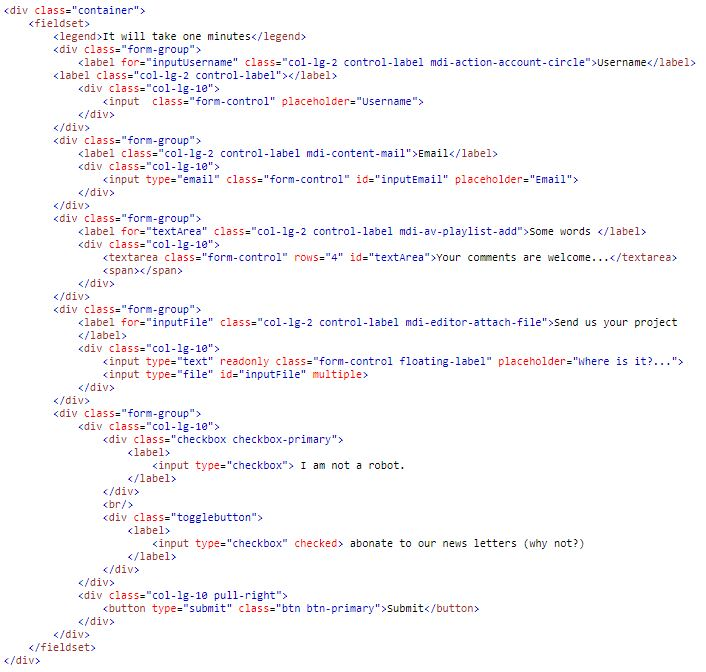 <div class="container">
    <fieldset>
        <legend>It will take one minutes</legend>
        <div class="form-group">
            <label for="inputUsername" class="col-lg-2 control-label mdi-action-account-circle">Username</label>
        <label class="col-lg-2 control-label"></label>
            <div class="col-lg-10">
                <input  class="form-control" placeholder="Username">
            </div>
        </div>
        <div class="form-group">
            <label class="col-lg-2 control-label mdi-content-mail">Email</label>
            <div class="col-lg-10">
                <input type="email" class="form-control" id="inputEmail" placeholder="Email">
            </div>
        </div>
        <div class="form-group">
            <label for="textArea" class="col-lg-2 control-label mdi-av-playlist-add">Some words </label>
            <div class="col-lg-10">
                <textarea class="form-control" rows="4" id="textArea">Your comments are welcome...</textarea>
                <span></span>
            </div>
        </div>
        <div class="form-group">
            <label for="inputFile" class="col-lg-2 control-label mdi-editor-attach-file">Send us your project
            </label>
            <div class="col-lg-10">
                <input type="text" readonly class="form-control floating-label" placeholder="Where is it?...">
                <input type="file" id="inputFile" multiple>
            </div>
        </div>
        <div class="form-group">
            <div class="col-lg-10">
                <div class="checkbox checkbox-primary">
                    <label>
                        <input type="checkbox"> I am not a robot.
                    </label>
                </div>
                <br/>
                <div class="togglebutton">
                    <label>
                        <input type="checkbox" checked> abonate to our news letters (why not?)
                    </label>
                </div>
            </div>
            <div class="col-lg-10 pull-right">
                <button type="submit" class="btn btn-primary">Submit</button>
            </div>
        </div>
    </fieldset>
</div>